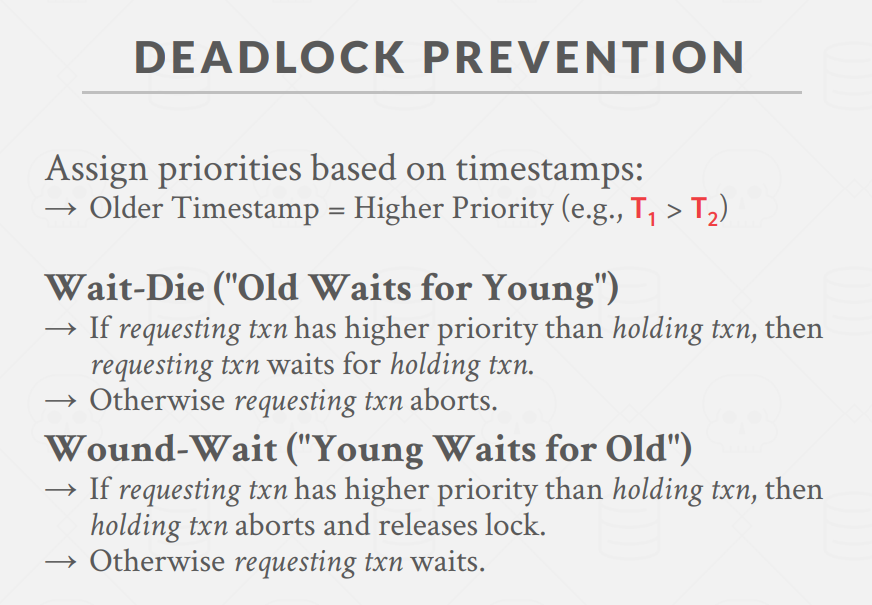 DEADLOCK PREVENTION
Assign priorities based on timestamps:
→ Older Timestamp = Higher Priority (e.g., T₁ > T₂)
Wait-Die ("Old Waits for Young")
→ If requesting txn has higher priority than holding txn, then
requesting txn waits for holding txn.
→ Otherwise requesting txn aborts.
Wound-Wait ("Young Waits for Old")
→ If requesting txn has higher priority than holding txn, then
holding txn aborts and releases lock.
→ Otherwise requesting txn waits.